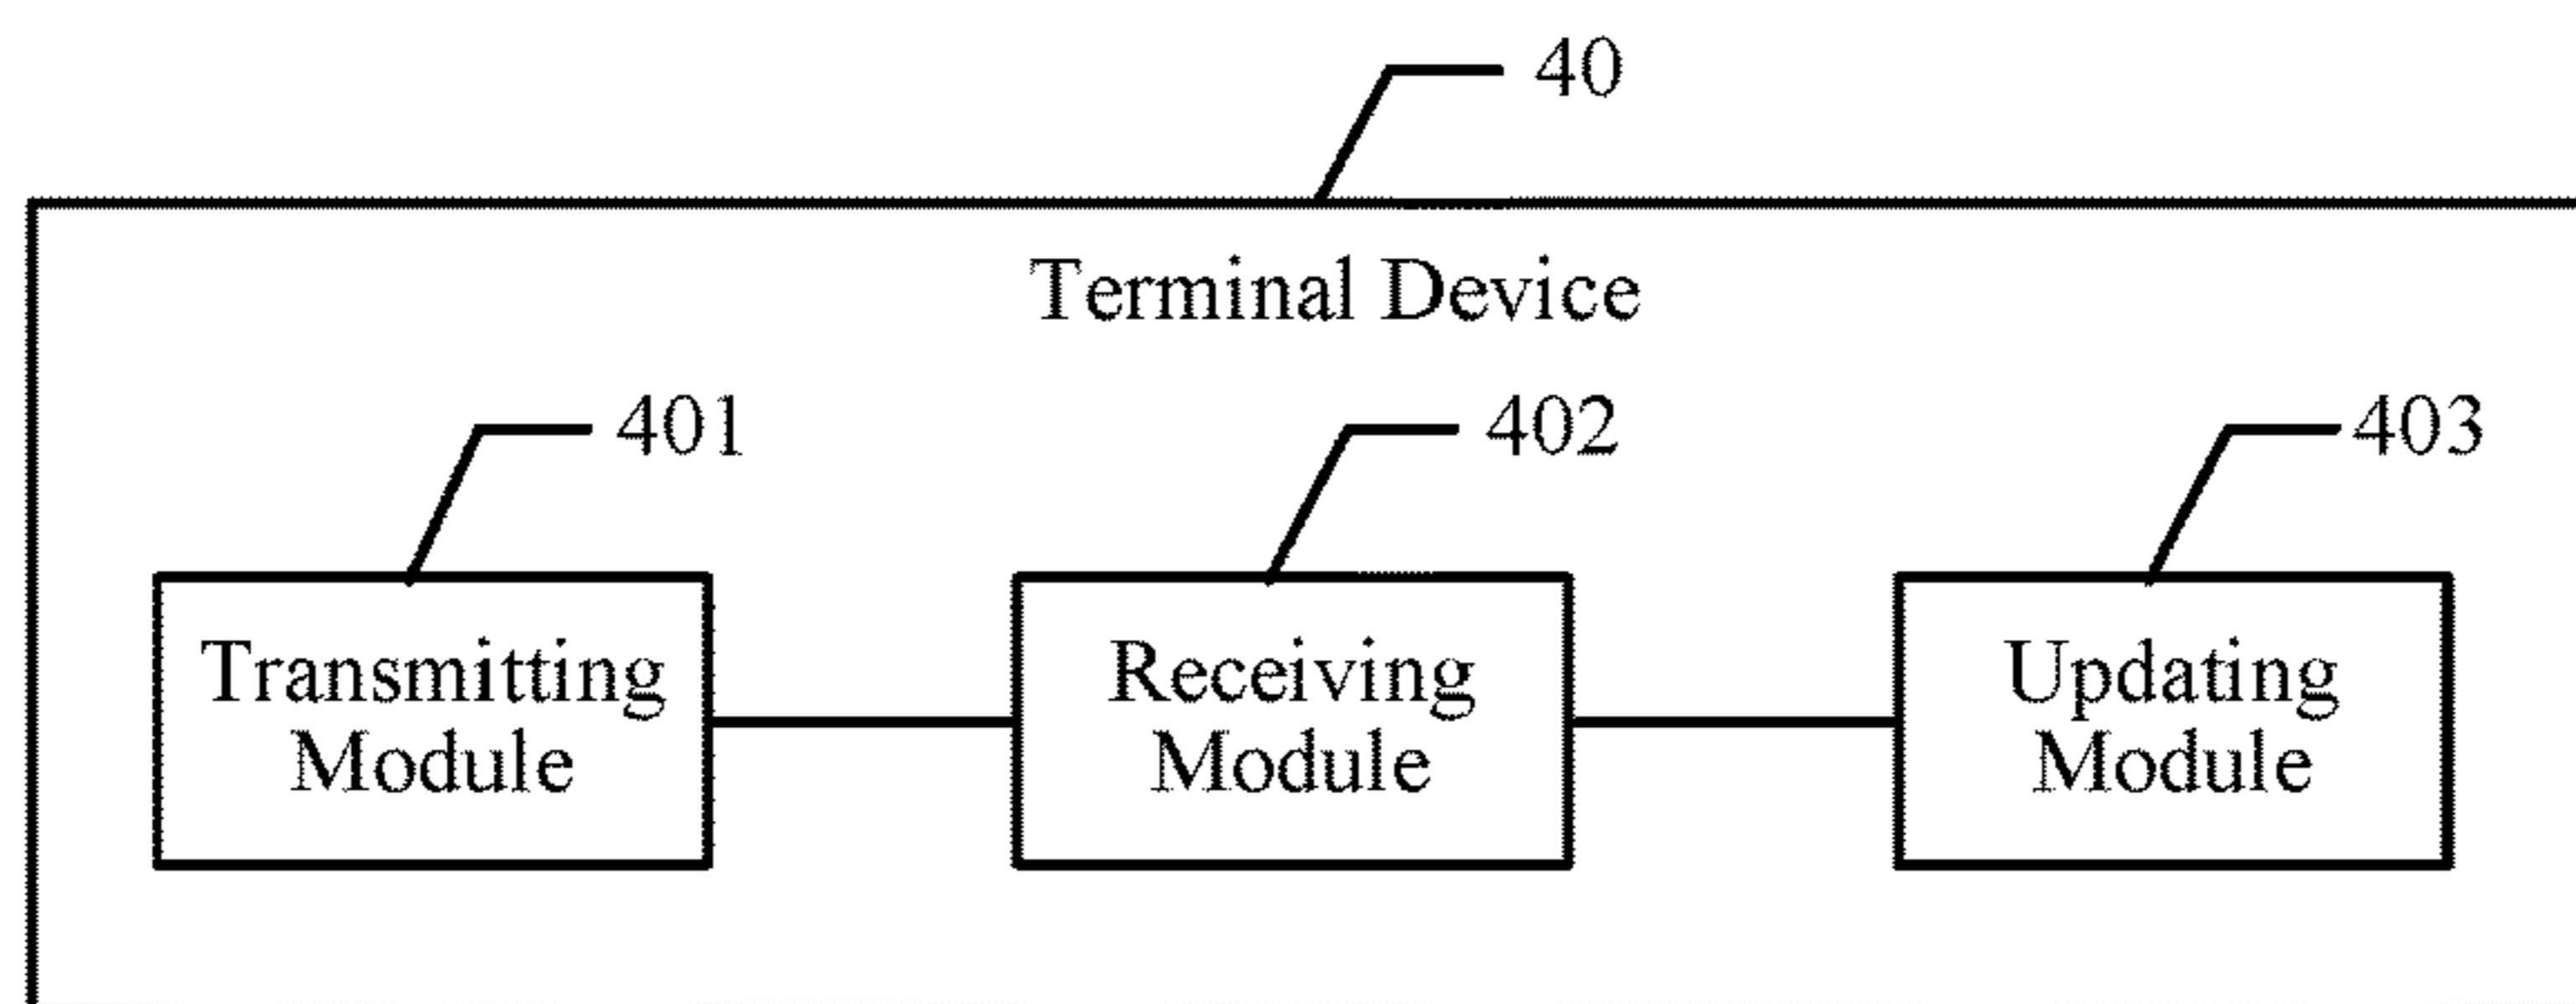 40
Terminal Device
401
402
403
Transmitting
Module
Receiving
Module
Updating
Module